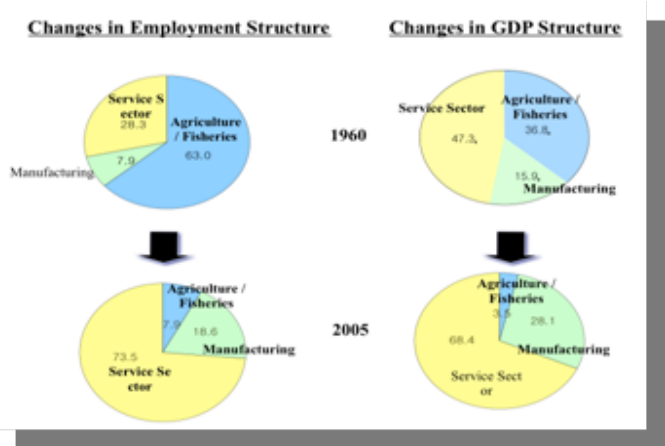 Changes in Employment Structure
Changes in GDP Structure
Service S
ector
28.3
Agriculture
/ Fisheries
63.0
7.9
Manufacturing
1960
Service Sector
47.3,
Agriculture /
Fisheries
36.8,
15.9,
Manufacturing
Agriculture /
Fisheries
7.9
18.6
Manufacturing
73.5
Service Se
ctor
2005
Agriculture /
Fisheries
3.5
28.1
Manufacturing
68.4
Service Sect
or